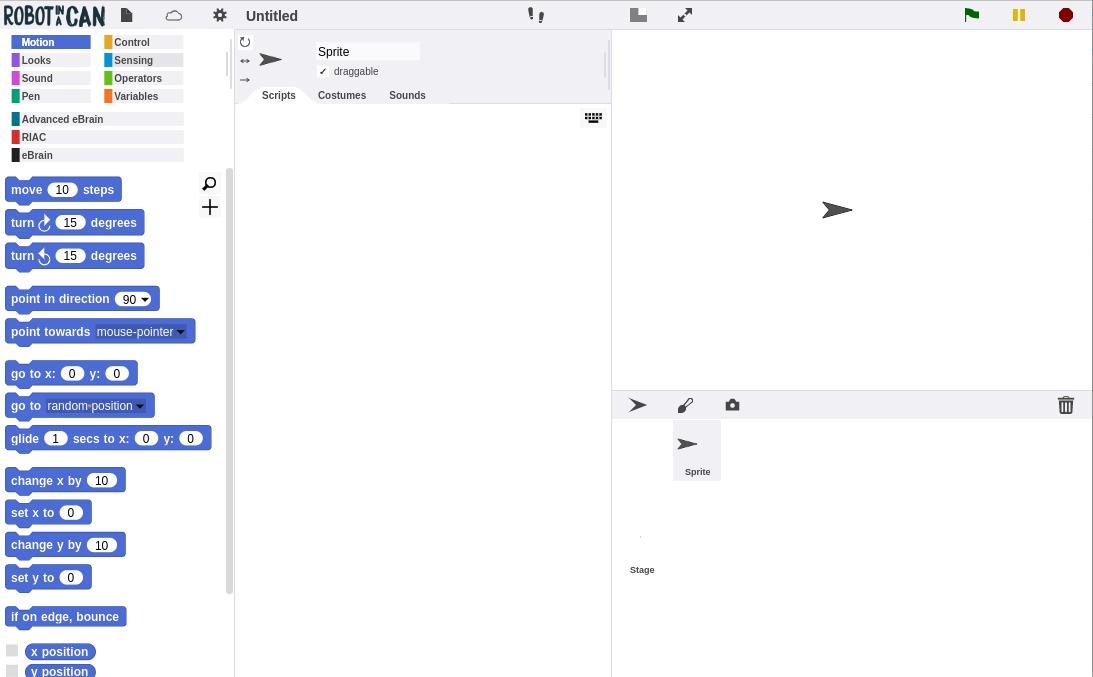 ROBOT IN A CAN
Untitled
Motion
Control
Looks
Sensing
Sound
Operators
Pen
Variables
Advanced eBrain
RIAC
eBrain
Sprite
draggable
Scripts Costumes Sounds
move 10 steps
turn 15 degrees
turn 15 degrees
point in direction 90
point towards mouse-pointer
go to x: 0 y: 0
go to random position
glide 1 secs to x: 0 y: 0
change x by 10
set x to 0
change y by 10
set y to 0
if on edge, bounce
x position
y position
Sprite
Stage